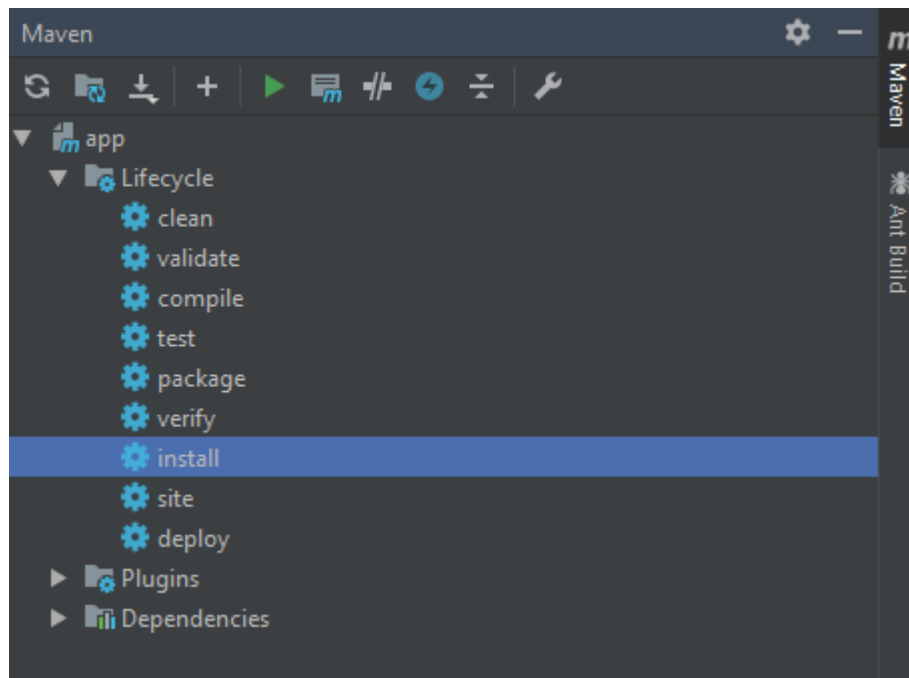 Maven
app
Lifecycle
clean
validate
compile
test
package
verify
install
site
deploy
Plugins
Dependencies
Maven
Ant Build